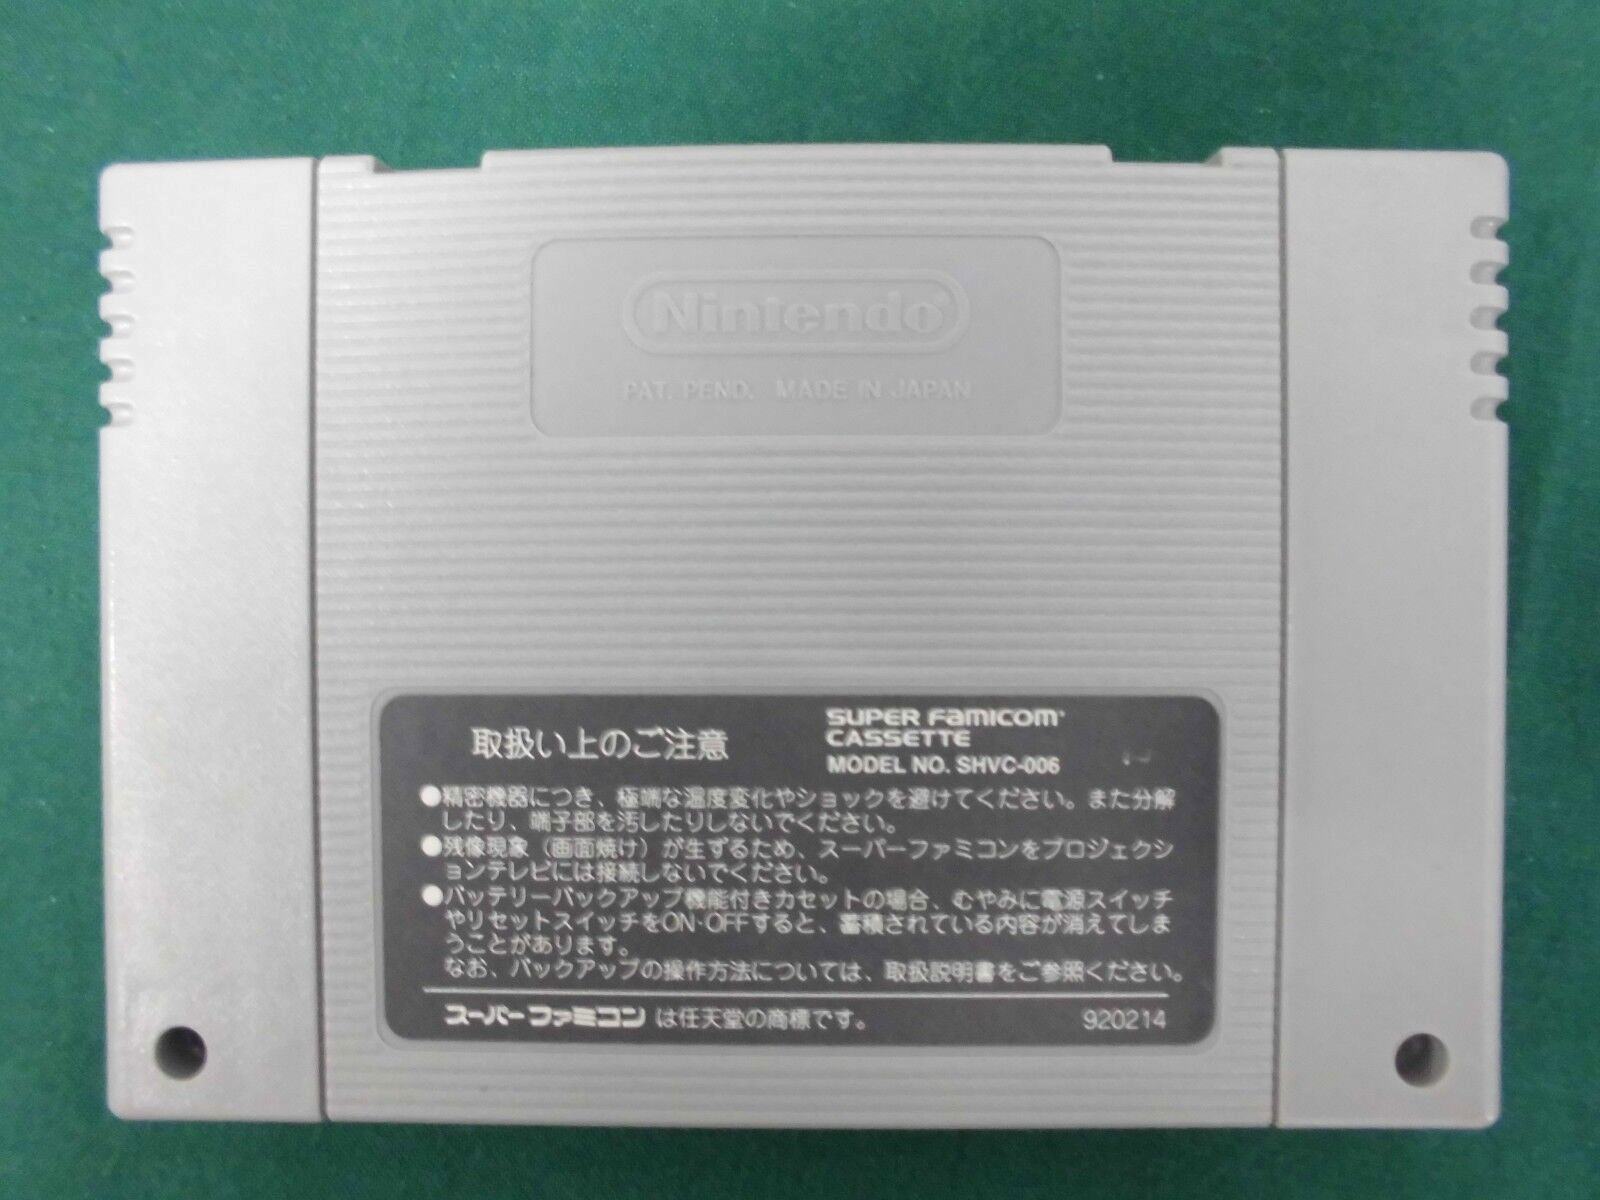 Nintendo®
PAT. PEND. MADE IN JAPAN
取扱い上のご注意
SUPER FAMICOM
CASSETTE
MODEL NO. SHVC-006
●精密機器につき、極端な温度変化やショックを避けてください。また分解
したり、端子部を汚したりしないでください。
●残像現象（画面焼け）が生ずるため、スーパーファミコンをプロジェクシ
ョンテレビには接続しないでください。
●バッテリーバックアップ機能付きカセットの場合、むやみに電源スイッチ
やリセットスイッチをON・OFFすると、蓄積されている内容が消えてしま
うことがあります。
なお、バックアップの操作方法については、取扱説明書をご参照ください。
スーパーファミコンは任天堂の商標です。
920214